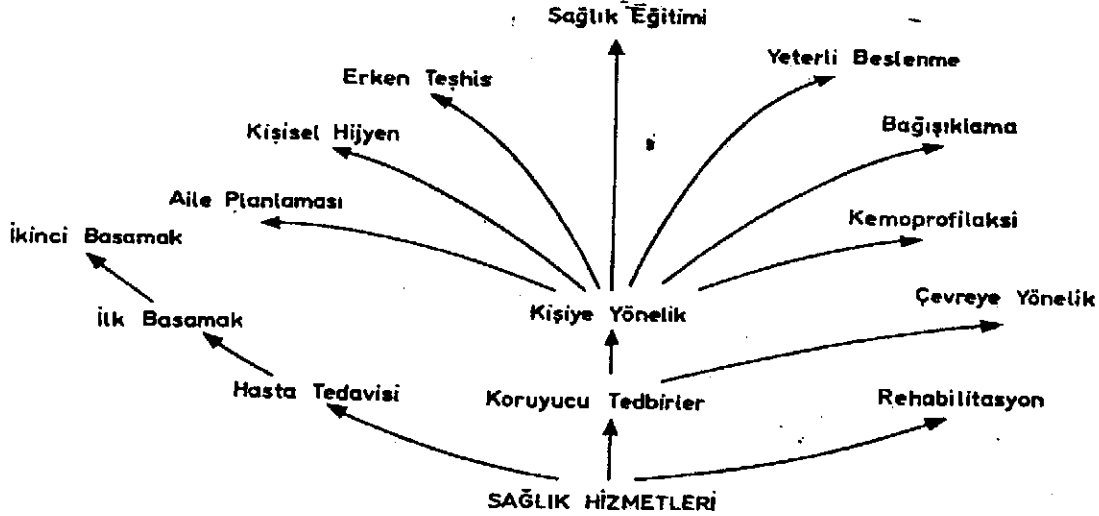 Sağlık Eğitimi
Yeterli Beslenme
Erken Teşhis
Bağışıklama
Kişisel Hijyen
Aile Planlaması
Kemoprofilaksi
İkinci Basamak
Çevreye Yönelik
İlk Basamak
Kişiye Yönelik
Hasta Tedavisi
Koruyucu Tedbirler
Rehabilitasyon
SAĞLIK HİZMETLERİ